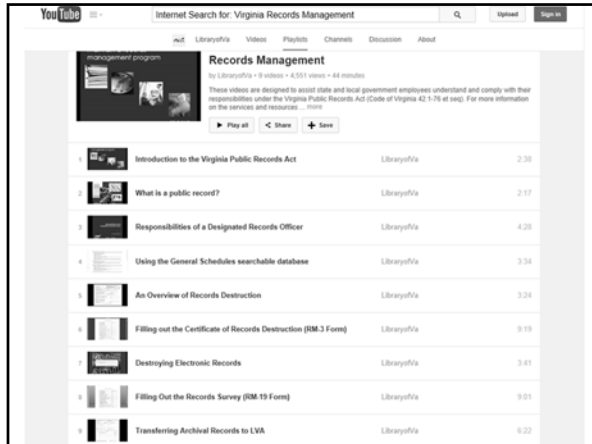 YouTube
Internet Search for: Virginia Records Management
Upload
Sign in
LibraryofVa Videos Playlists Channels Discussion About
management program
Records Management
by LibraryofVa • 9 videos • 4,551 views • 44 minutes
These videos are designed to assist state and local government employees understand and comply with their
responsibilities under the Virginia Public Records Act (Code of Virginia 42.1-76 et seq). For more information
on the services and resources ... more
Play all Share Save
1 Introduction to the Virginia Public Records Act LibraryofVa 2:38
2 What is a public record? LibraryofVa 2:17
3 Responsibilities of a Designated Records Officer LibraryofVa 4:28
4 Using the General Schedules searchable database LibraryofVa 3:34
5 An Overview of Records Destruction LibraryofVa 3:24
6 Filling out the Certificate of Records Destruction (RM-3 Form) LibraryofVa 9:19
7 Destroying Electronic Records LibraryofVa 3:41
8 Filling Out the Records Survey (RM-19 Form) LibraryofVa 9:01
9 Transferring Archival Records to LVA LibraryofVa 6:22